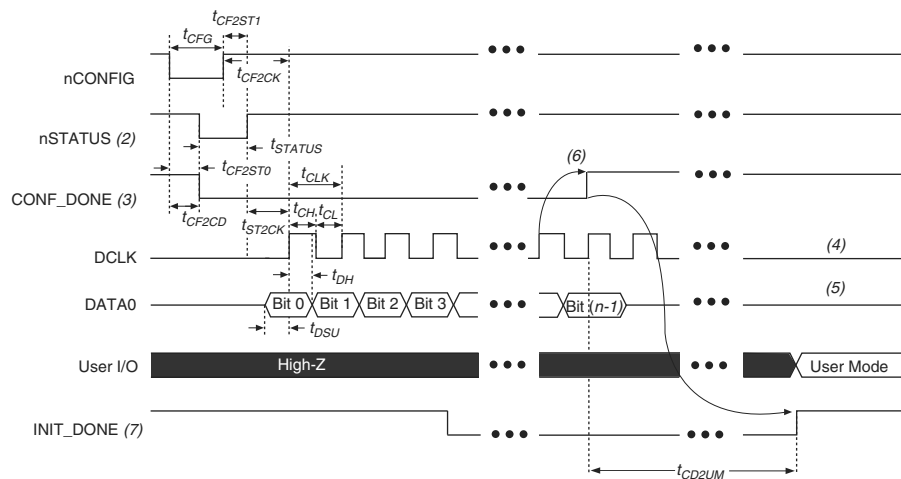 tCF2ST1
tCFG
tCF2CK
nCONFIG
nSTATUS (2)
tSTATUS
tCF2ST0
(6)
tCLK
CONF_DONE (3)
tCF2CD
tCH
tCL
tST2CK
DCLK
(4)
tDH
DATA0
Bit 0
Bit 1
Bit 2
Bit 3
Bit (n-1)
(5)
tDSU
User I/O
High-Z
User Mode
INIT_DONE (7)
tCD2UM